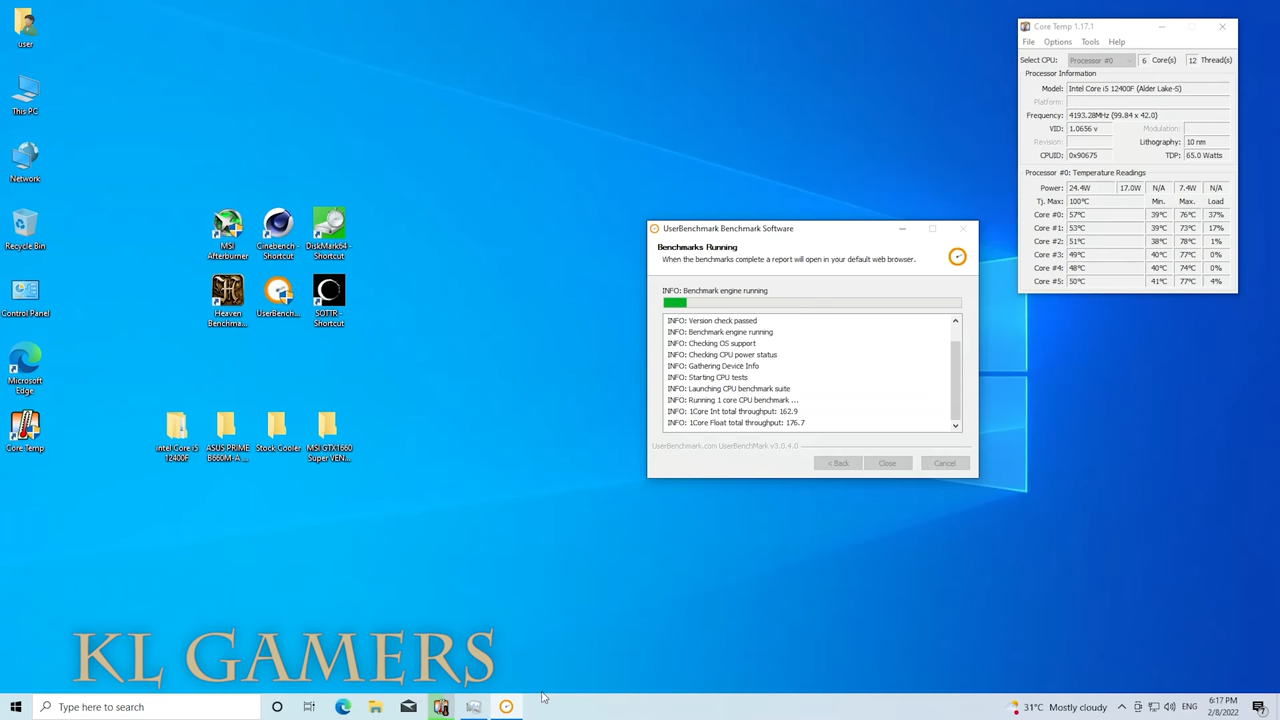 user
This PC
Network
Recycle Bin
Control Panel
Microsoft
Edge
Core Temp
MSI
Afterburner
Cinebench -
Shortcut
DiskMark64 -
Shortcut
Heaven
Benchma...
UserBenc...
SOTTR -
Shortcut
Intel Core i5
12400F
ASUS PRIME
B660M-A ...
Stock Cooler
MSI GTX1660
Super VEN...
UserBenchmark Benchmark Software
Benchmarks Running
When the benchmarks complete a report will open in your default web browser.
INFO: Benchmark engine running
INFO: Version check passed
INFO: Benchmark engine running
INFO: Checking OS support
INFO: Checking CPU power status
INFO: Gathering Device Info
INFO: Starting CPU tests
INFO: Launching CPU benchmark suite
INFO: Running 1 core CPU benchmark ...
INFO: 1Core Int total throughput: 162.9
INFO: 1Core Float total throughput: 176.7
UserBenchmark.com UserBenchMark v3.0.4.0
< Back Close Cancel
Core Temp 1.17.1
File Options Tools Help
Select CPU: Processor #0 6 Core(s) 12 Thread(s)
Processor Information
Model: Intel Core i5 12400F (Alder Lake-S)
Platform:
Frequency: 4193.28MHz (99.84 x 42.0)
VID: 1.0656 v Modulation:
Revision: Lithography: 10 nm
CPUID: 0x90675 TDP: 65.0 Watts
Processor #0: Temperature Readings
Power: 24.4W 17.0W N/A 7.4W N/A
Tj. Max: 100°C Min. Max. Load
Core #0: 57°C 39°C 76°C 37%
Core #1: 53°C 39°C 73°C 17%
Core #2: 51°C 38°C 78°C 1%
Core #3: 49°C 40°C 77°C 0%
Core #4: 48°C 40°C 74°C 0%
Core #5: 50°C 41°C 77°C 4%
KL GAMERS
Type here to search
31°C Mostly cloudy ENG 6:17 PM
2/8/2022